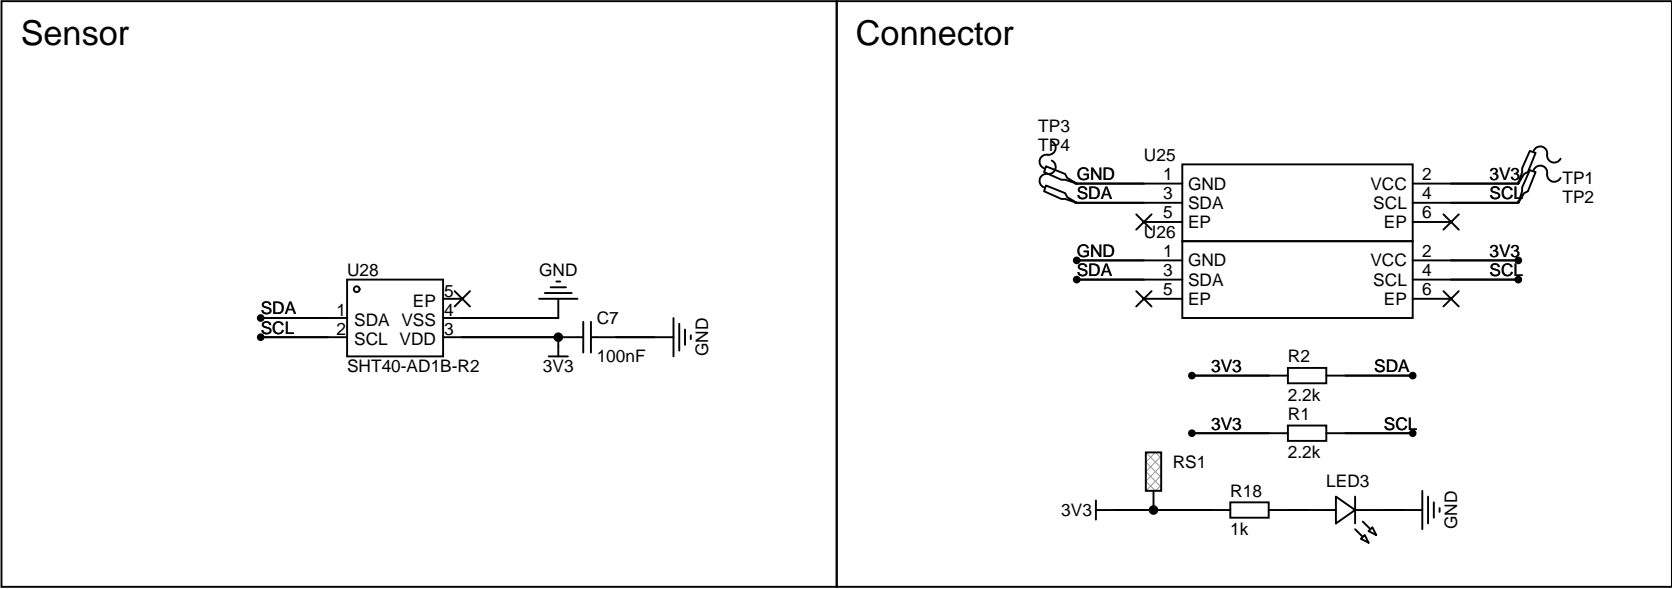 Sensor
Connector
U28
SDA
SCL
1
2
SDA
SCL
EP
VSS
VDD
5
4
3
SHT40-AD1B-R2
GND
3V3
C7
100nF
GND
TP3
TP4
U25
GND
SDA
1
3
5
GND
SDA
EP
VCC
SCL
EP
2
4
6
3V3
SCL
TP1
TP2
U26
GND
SDA
1
3
5
GND
SDA
EP
VCC
SCL
EP
2
4
6
3V3
SCL
3V3
R2
2.2k
SDA
3V3
R1
2.2k
SCL
RS1
3V3
R18
1k
LED3
GND